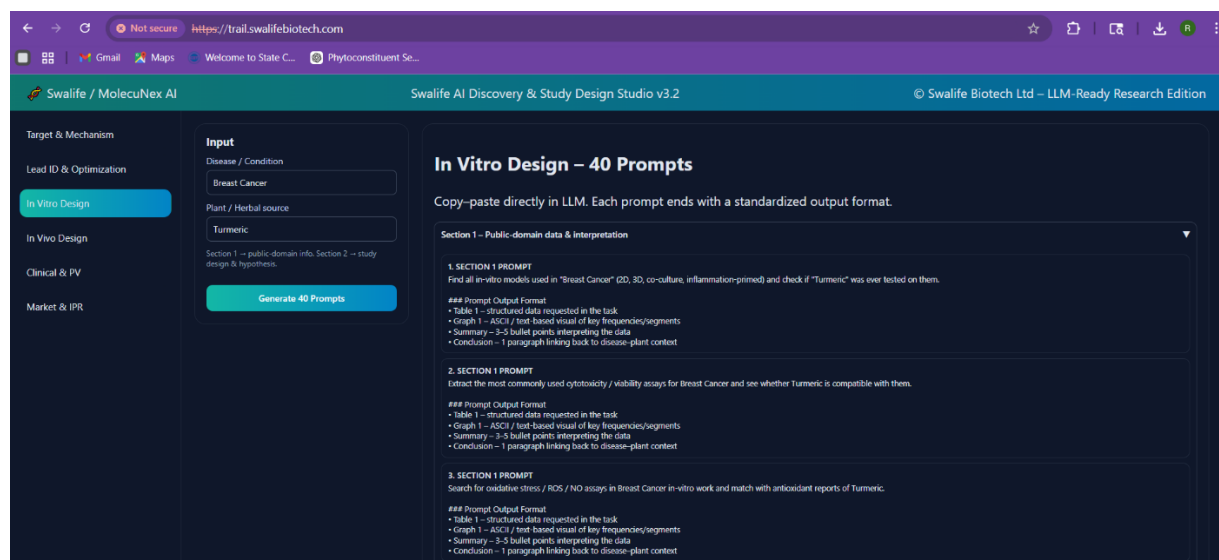 Not secure https://trail.swalifebiotech.com
R
Gmail Maps Welcome to State C... Phytoconstituent Se...
Swalife / MolecuNex AI
Swalife AI Discovery & Study Design Studio v3.2
© Swalife Biotech Ltd – LLM-Ready Research Edition
Target & Mechanism
Lead ID & Optimization
In Vitro Design
In Vivo Design
Clinical & PV
Market & IPR
Input
Disease / Condition
Breast Cancer
Plant / Herbal source
Turmeric
Section 1 → public-domain info. Section 2 → study
design & hypothesis.
Generate 40 Prompts
In Vitro Design – 40 Prompts
Copy–paste directly in LLM. Each prompt ends with a standardized output format.
Section 1 – Public-domain data & interpretation
1. SECTION 1 PROMPT
Find all in-vitro models used in "Breast Cancer" (2D, 3D, co-culture, inflammation-primed) and check if "Turmeric" was ever tested on them.
### Prompt Output Format
• Table 1 – structured data requested in the task
• Graph 1 – ASCII / text-based visual of key frequencies/segments
• Summary – 3–5 bullet points interpreting the data
• Conclusion – 1 paragraph linking back to disease–plant context
2. SECTION 1 PROMPT
Extract the most commonly used cytotoxicity / viability assays for Breast Cancer and see whether Turmeric is compatible with them.
### Prompt Output Format
• Table 1 – structured data requested in the task
• Graph 1 – ASCII / text-based visual of key frequencies/segments
• Summary – 3–5 bullet points interpreting the data
• Conclusion – 1 paragraph linking back to disease–plant context
3. SECTION 1 PROMPT
Search for oxidative stress / ROS / NO assays in Breast Cancer in-vitro work and match with antioxidant reports of Turmeric.
### Prompt Output Format
• Table 1 – structured data requested in the task
• Graph 1 – ASCII / text-based visual of key frequencies/segments
• Summary – 3–5 bullet points interpreting the data
• Conclusion – 1 paragraph linking back to disease–plant context